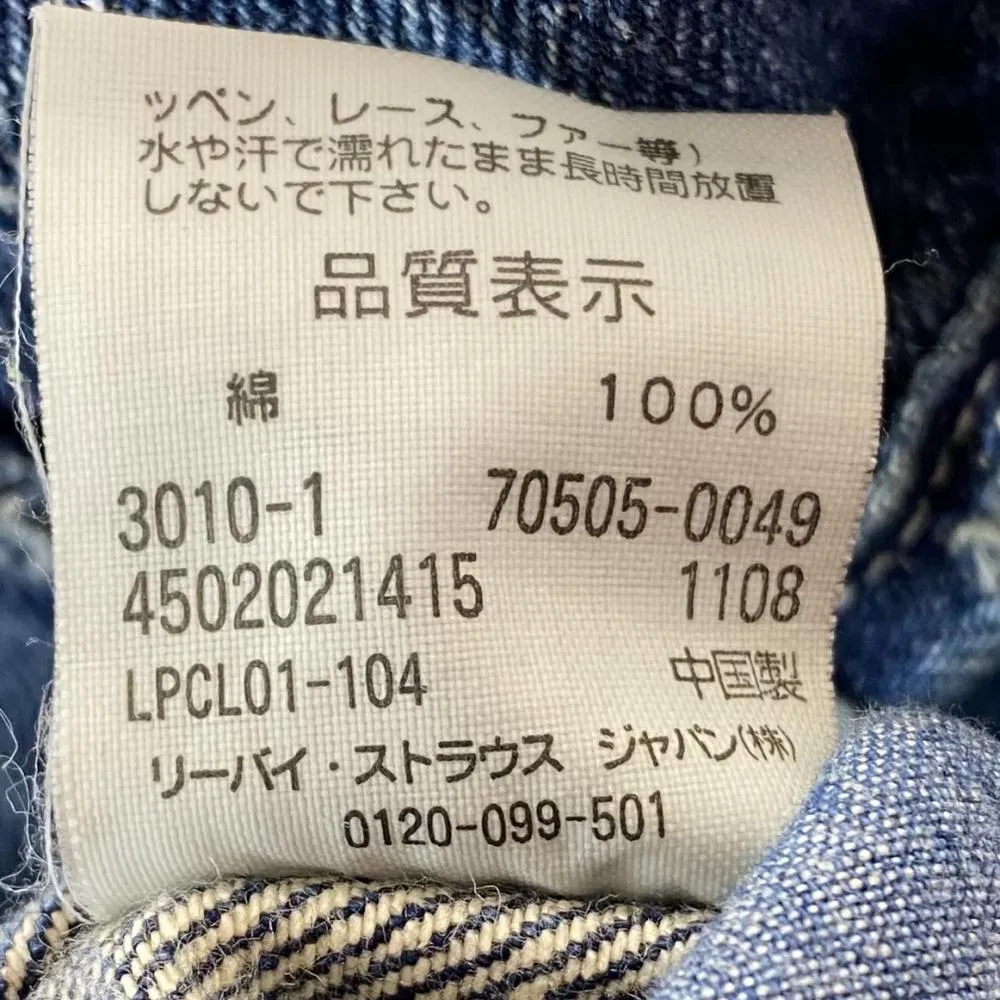 ッペン、レース、ファー等)
水や汗で濡れたまま長時間放置
しないで下さい。
品質表示
綿 100%
3010-1 70505-0049
4502021415 1108
LPCL01-104 中国製
リーバイ・ストラウス ジャパン(株)
0120-099-501